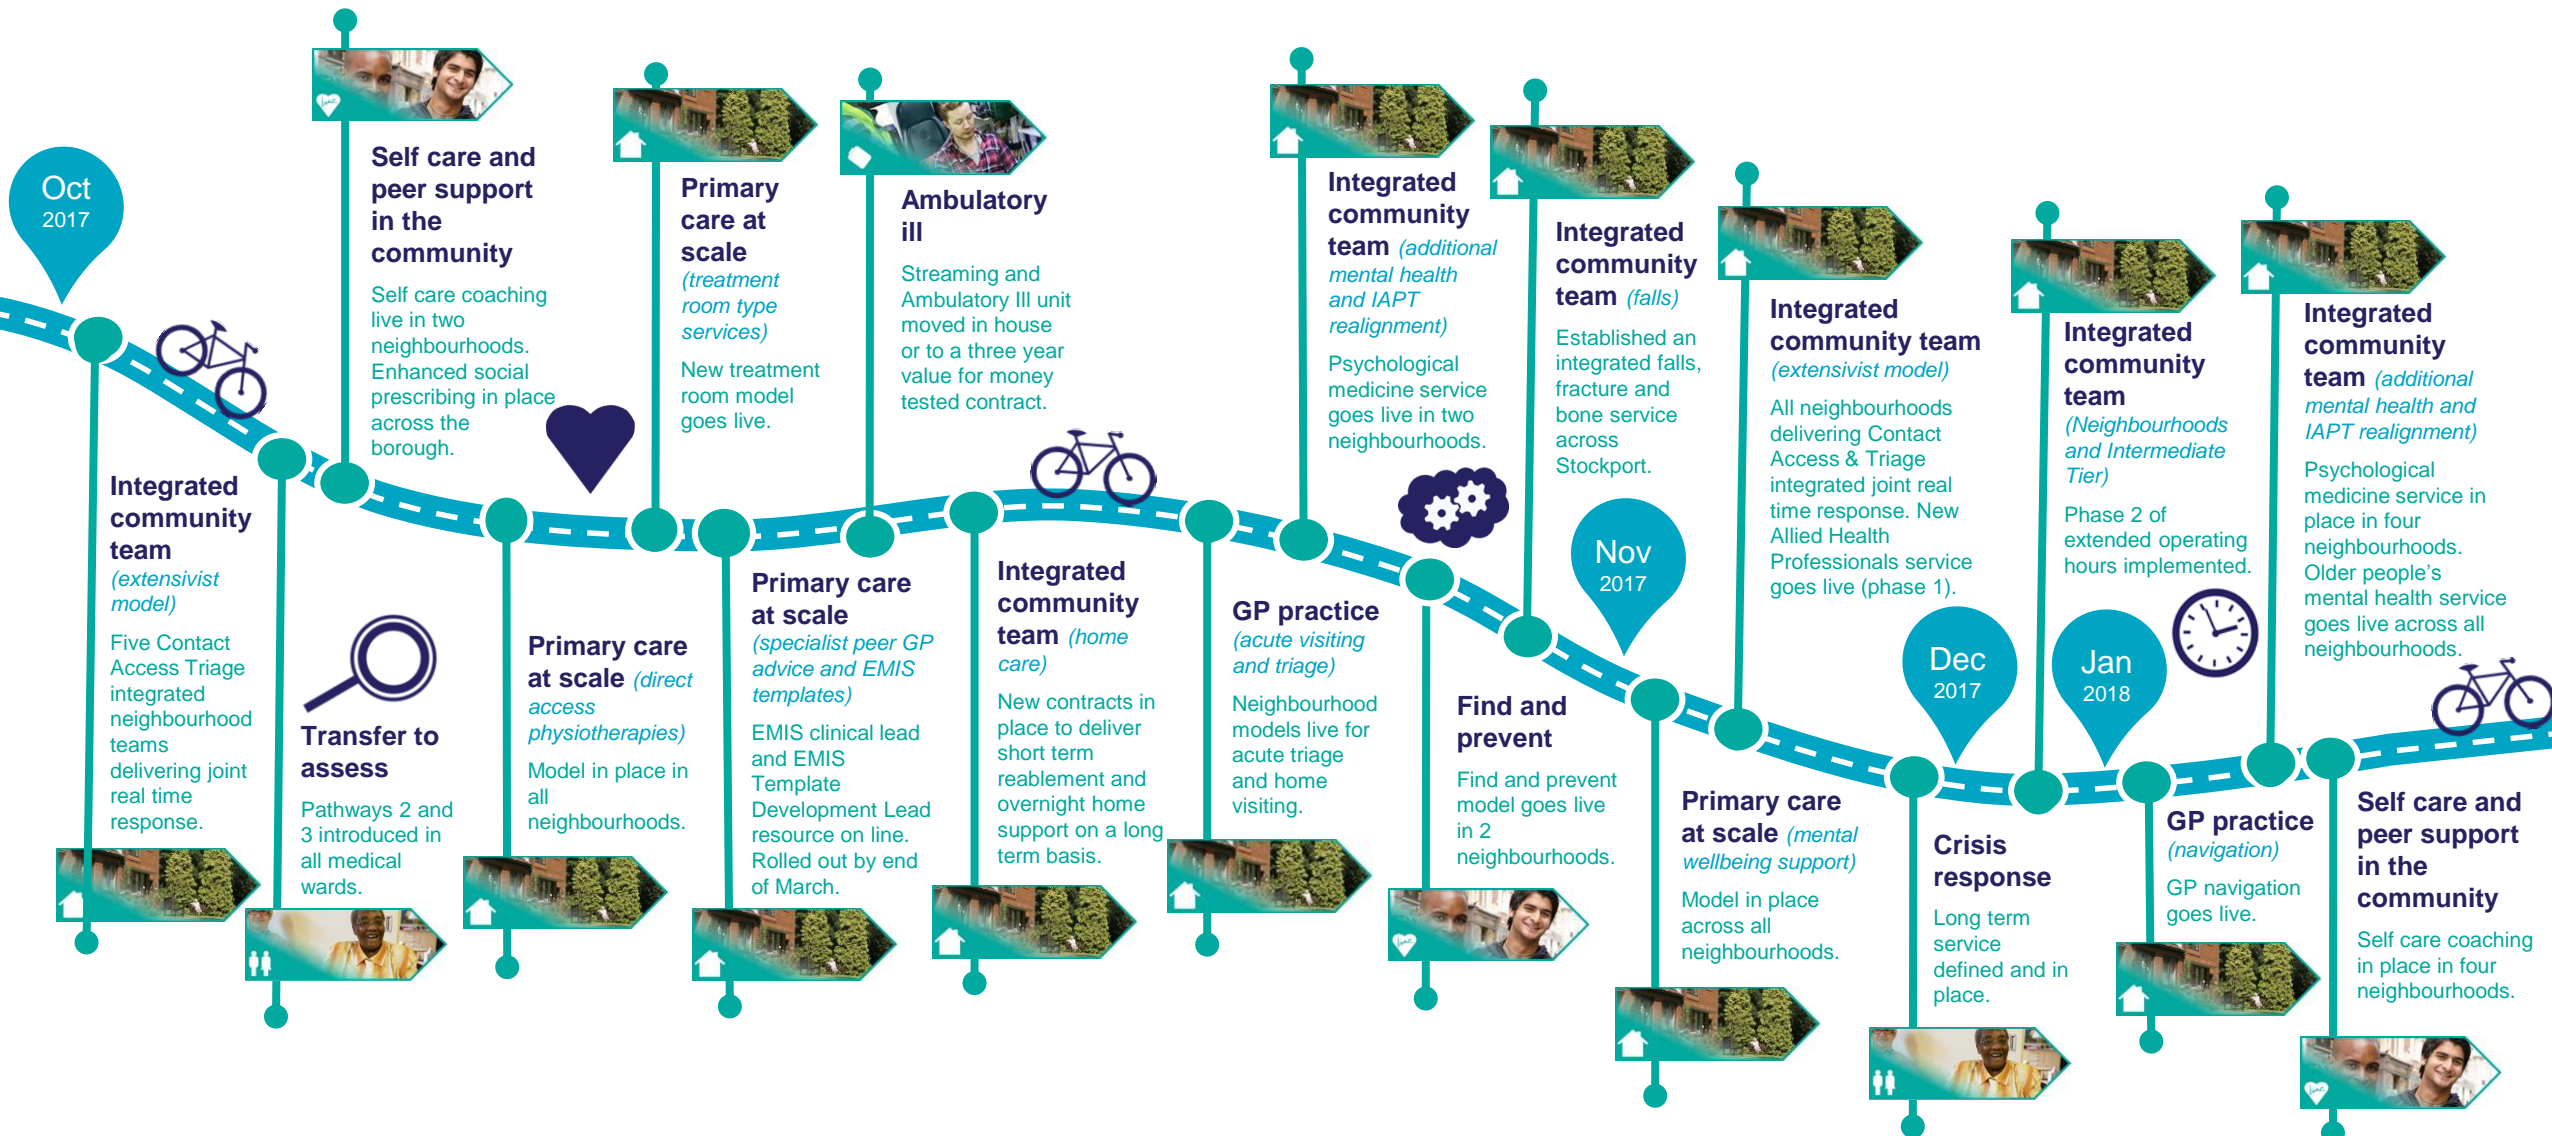 Oct
2017
Integrated
community
team
(extensivist
model)
Five Contact
Access Triage
integrated
neighbourhood
teams
delivering joint
real time
response.
Transfer to
assess
Pathways 2 and
3 introduced in
all medical
wards.
Self care and
peer support
in the
community
Self care coaching
live in two
neighbourhoods.
Enhanced social
prescribing in place
across the
borough.
Primary care
at scale (direct
access
physiotherapies)
Model in place in
all
neighbourhoods.
Primary
care at
scale
(treatment
room type
services)
New treatment
room model
goes live.
Primary care
at scale
(specialist peer GP
advice and EMIS
templates)
EMIS clinical lead
and EMIS
Template
Development Lead
resource on line.
Rolled out by end
of March.
Ambulatory
ill
Streaming and
Ambulatory Ill unit
moved in house
or to a three year
value for money
tested contract.
Integrated
community
team (home
care)
New contracts in
place to deliver
short term
reablement and
overnight home
support on a long
term basis.
GP practice
(acute visiting
and triage)
Neighbourhood
models live for
acute triage
and home
visiting.
Integrated
community
team (additional
mental health
and IAPT
realignment)
Psychological
medicine service
goes live in two
neighbourhoods.
Find and
prevent
Find and prevent
model goes live
in 2
neighbourhoods.
Integrated
community
team (falls)
Established an
integrated falls,
fracture and
bone service
across
Stockport.
Nov
2017
Primary care
at scale (mental
wellbeing support)
Model in place
across all
neighbourhoods.
Integrated
community team
(extensivist model)
All neighbourhoods
delivering Contact
Access & Triage
integrated joint real
time response. New
Allied Health
Professionals service
goes live (phase 1).
Crisis
response
Long term
service
defined and in
place.
Dec
2017
Integrated
community
team
(Neighbourhoods
and Intermediate
Tier)
Phase 2 of
extended operating
hours implemented.
Jan
2018
GP practice
(navigation)
GP navigation
goes live.
Integrated
community
team (additional
mental health and
IAPT realignment)
Psychological
medicine service in
place in four
neighbourhoods.
Older people's
mental health service
goes live across all
neighbourhoods.
Self care and
peer support
in the
community
Self care coaching
in place in four
neighbourhoods.